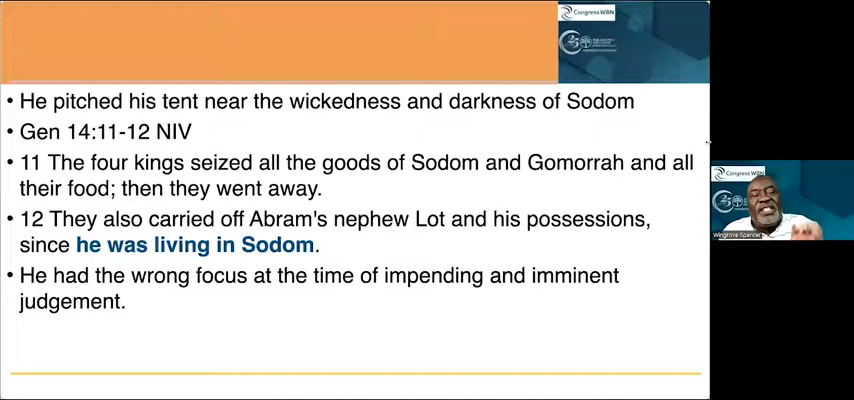 Congress WBN
25
• He pitched his tent near the wickedness and darkness of Sodom
• Gen 14:11-12 NIV
• 11 The four kings seized all the goods of Sodom and Gomorrah and all
their food; then they went away.
• 12 They also carried off Abram's nephew Lot and his possessions,
since he was living in Sodom.
• He had the wrong focus at the time of impending and imminent
judgement.
Congress WBN
25
Wingrove Spencer